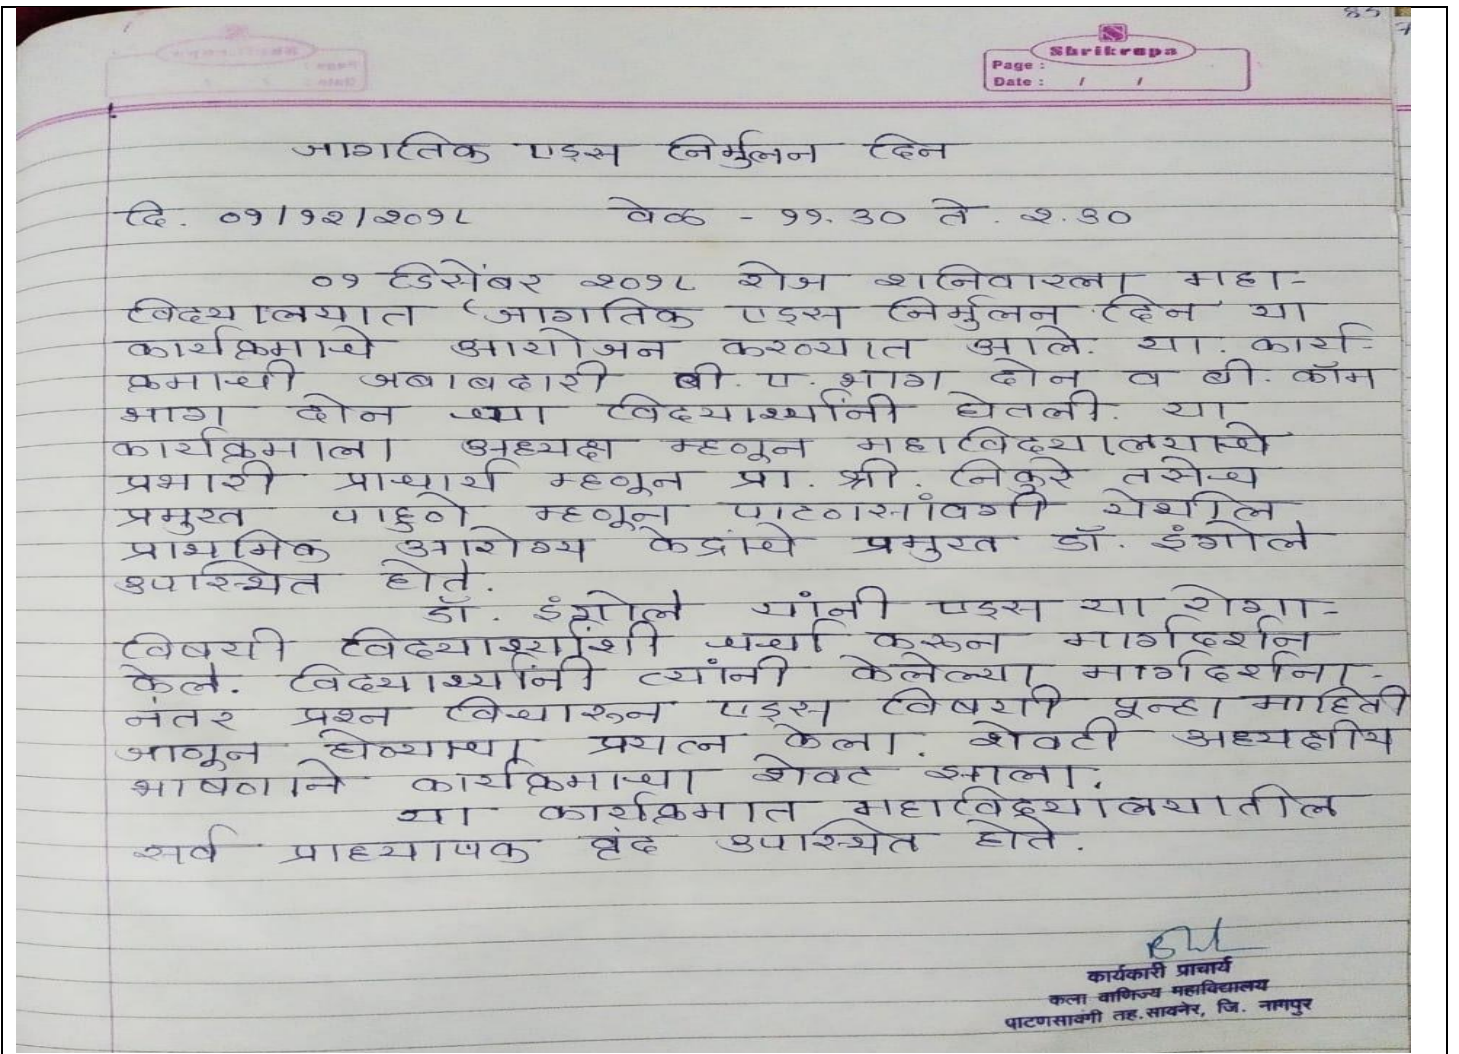 85
Shrikrupa
Page :
Date : / /
जागतिक एड्स निर्मुलन दिन
दि. ०१/१२/२०१८ वेळ - ११.३० ते. २.३०
०१ डिसेंबर २०१८ रोज शनिवारला महा-
विद्यालयात 'जागतिक एड्स निर्मुलन दिन' या
कार्यक्रमाचे आयोजन करण्यात आले. या. कार्य-
क्रमाची जबाबदारी बी. ए. भाग दोन व बी. कॉम
भाग दोन च्या विद्यार्थ्यांनी घेतली. या
कार्यक्रमाला अध्यक्ष म्हणून महाविद्यालयाचे
प्रभारी प्राचार्य म्हणून प्रा. श्री. निकुरे तसेच
प्रमुख पाहुणे म्हणून पाटणसांवगी येथील
प्राथमिक आरोग्य केंद्राचे प्रमुख डॉ. इंगोले
उपस्थित होते.
डॉ. इंगोले यांनी एड्स या रोगा-
विषयी विद्यार्थ्यांशी चर्चा करून मार्गदर्शन
केले. विद्यार्थ्यांनी त्यांनी केलेल्या मार्गदर्शना-
नंतर प्रश्न विचारून एड्स विषयी पून्हा माहिती
जाणून घेण्याचा प्रयत्न केला. शेवटी अध्यक्षीय
भाषणाने कार्यक्रमाचा शेवट झाला.
या कार्यक्रमात महाविद्यालयातील
सर्व प्राध्यापक वृंद उपस्थित होते.
कार्यकारी प्राचार्य
कला वाणिज्य महाविद्यालय
पाटणसावंगी तह.सावनेर, जि. नागपुर